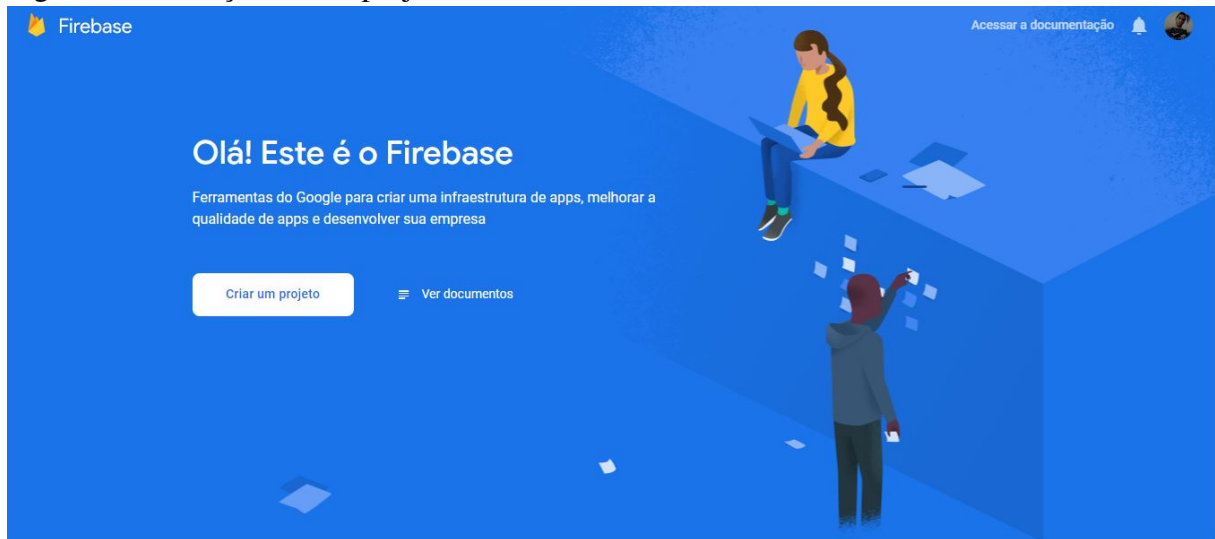 Firebase
Acessar a documentação
Olá! Este é o Firebase
Ferramentas do Google para criar uma infraestrutura de apps, melhorar a
qualidade de apps e desenvolver sua empresa
Criar um projeto
Ver documentos